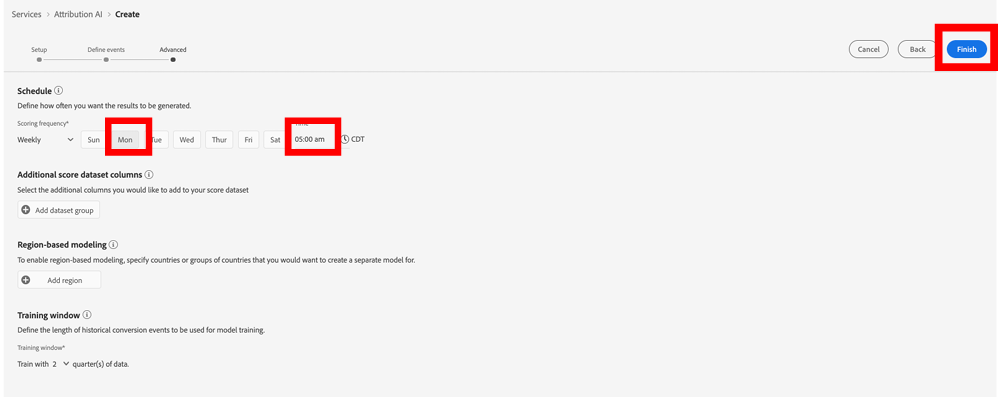 Services > Attribution AI > Create
Setup Define events Advanced
Cancel Back Finish
Schedule
Define how often you want the results to be generated.
Scoring frequency*
Weekly Sun Mon Tue Wed Thur Fri Sat 05:00 am CDT
Additional score dataset columns
Select the additional columns you would like to add to your score dataset
Add dataset group
Region-based modeling
To enable region-based modeling, specify countries or groups of countries that you would want to create a separate model for.
Add region
Training window
Define the length of historical conversion events to be used for model training.
Training window*
Train with 2 quarter(s) of data.